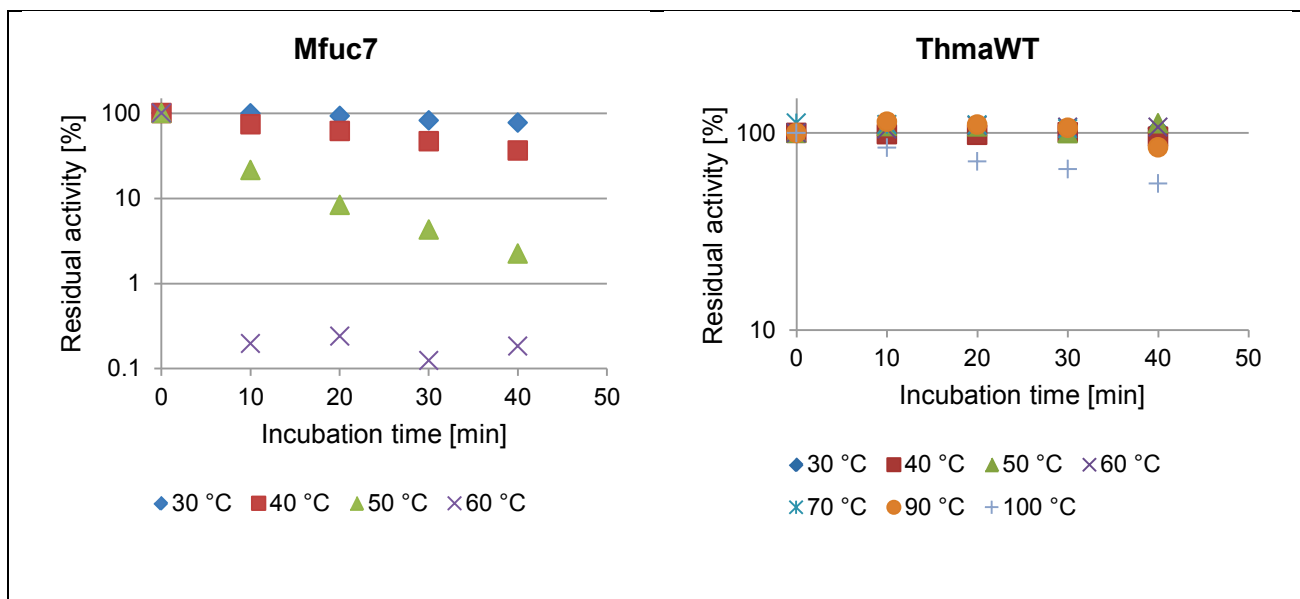 Mfuc7
Residual activity [%]
100
10
1
0.1
0 10 20 30 40 50
Incubation time [min]
30 °C 40 °C 50 °C 60 °C
ThmaWT
Residual activity [%]
100
10
0 10 20 30 40 50
Incubation time [min]
30 °C 40 °C 50 °C 60 °C
70 °C 90 °C 100 °C